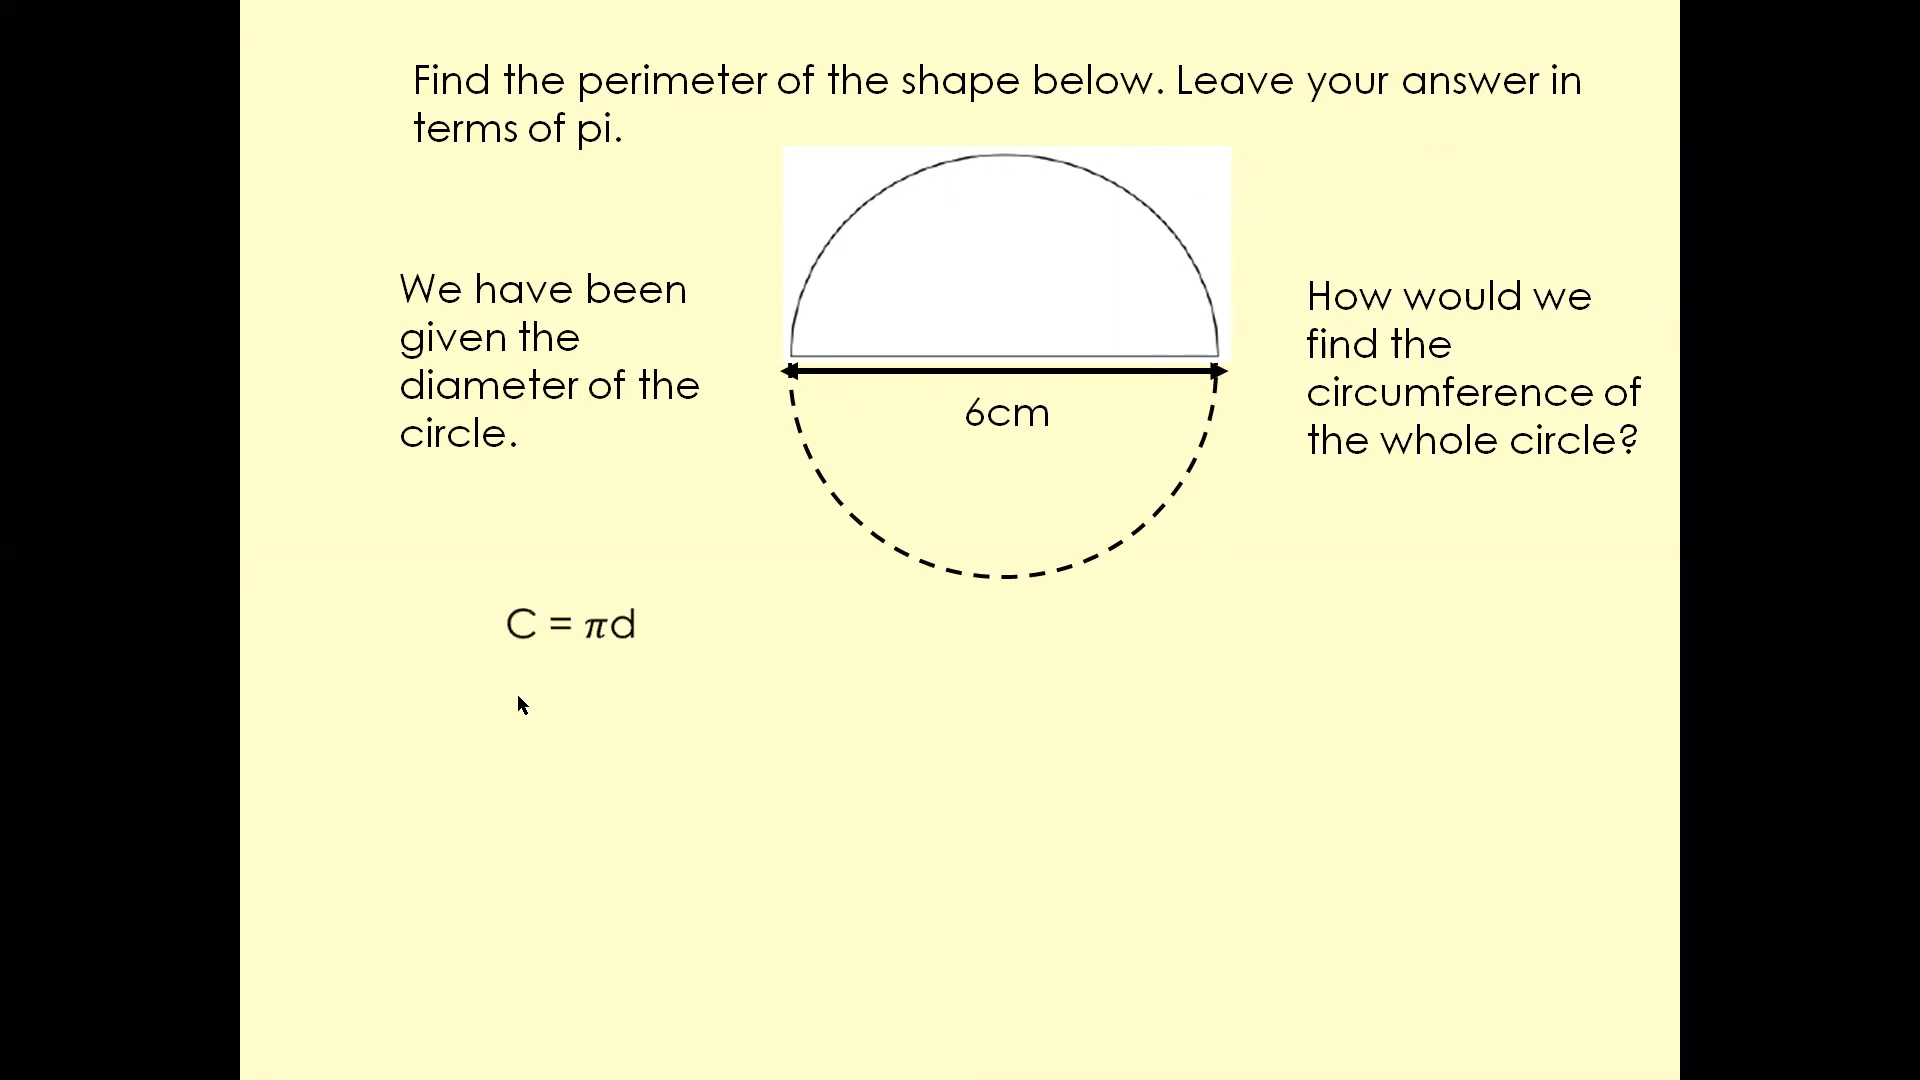 Find the perimeter of the shape below. Leave your answer in
terms of pi.
We have been
given the
diameter of the
circle.
6cm
How would we
find the
circumference of
the whole circle?
C = πd